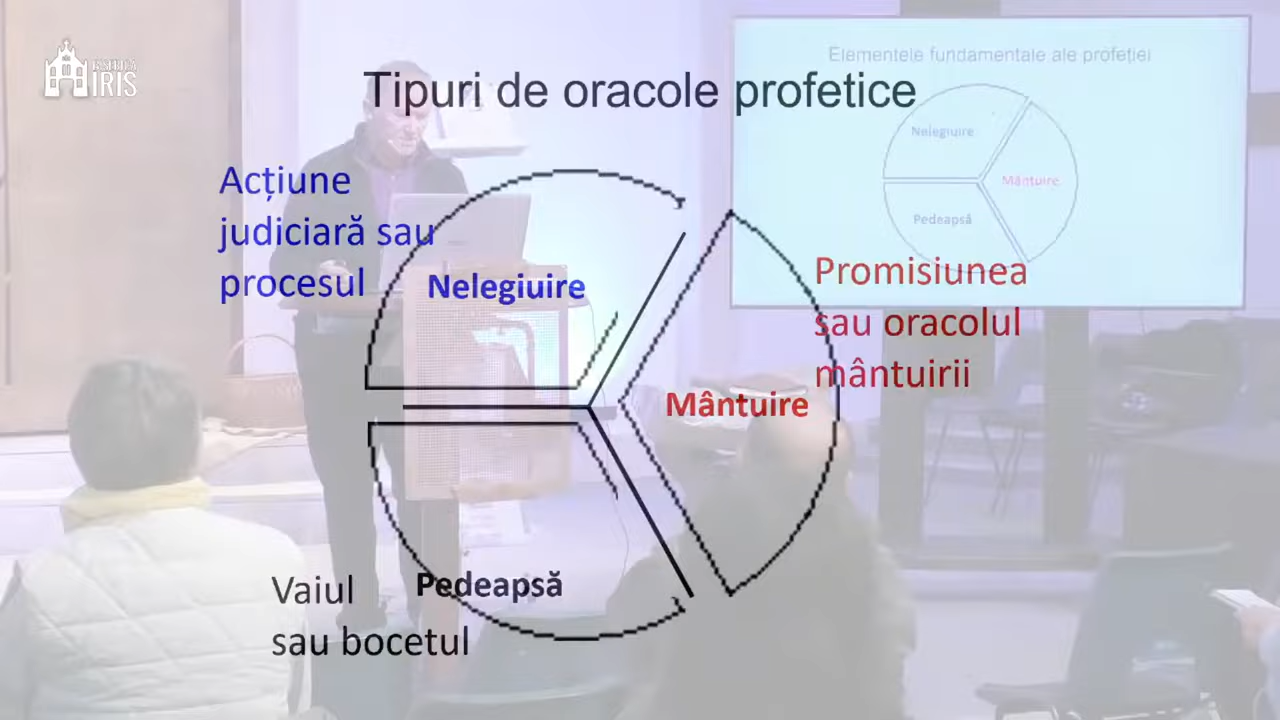 BISERICA
IRIS
Elementele fundamentale ale profeției
Nelegiuire
Mântuire
Pedeapsă
Tipuri de oracole profetice
Acțiune
judiciară sau
procesul
Nelegiuire
Promisiunea
sau oracolul
mântuirii
Mântuire
Pedeapsă
Vaiul
sau bocetul